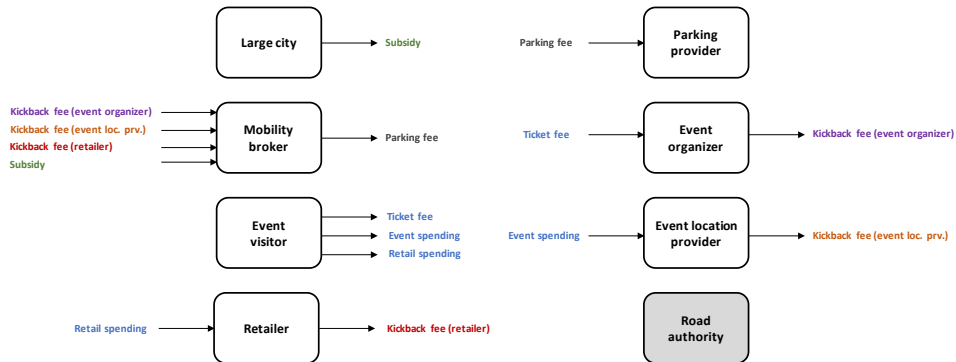 Large city
Subsidy
Parking fee
Parking
provider
Kickback fee (event organizer)
Kickback fee (event loc. prv.)
Kickback fee (retailer)
Subsidy
Mobility
broker
Parking fee
Ticket fee
Event
organizer
Kickback fee (event organizer)
Event
visitor
Ticket fee
Event spending
Retail spending
Event spending
Event location
provider
Kickback fee (event loc. prv.)
Retail spending
Retailer
Kickback fee (retailer)
Road
authority